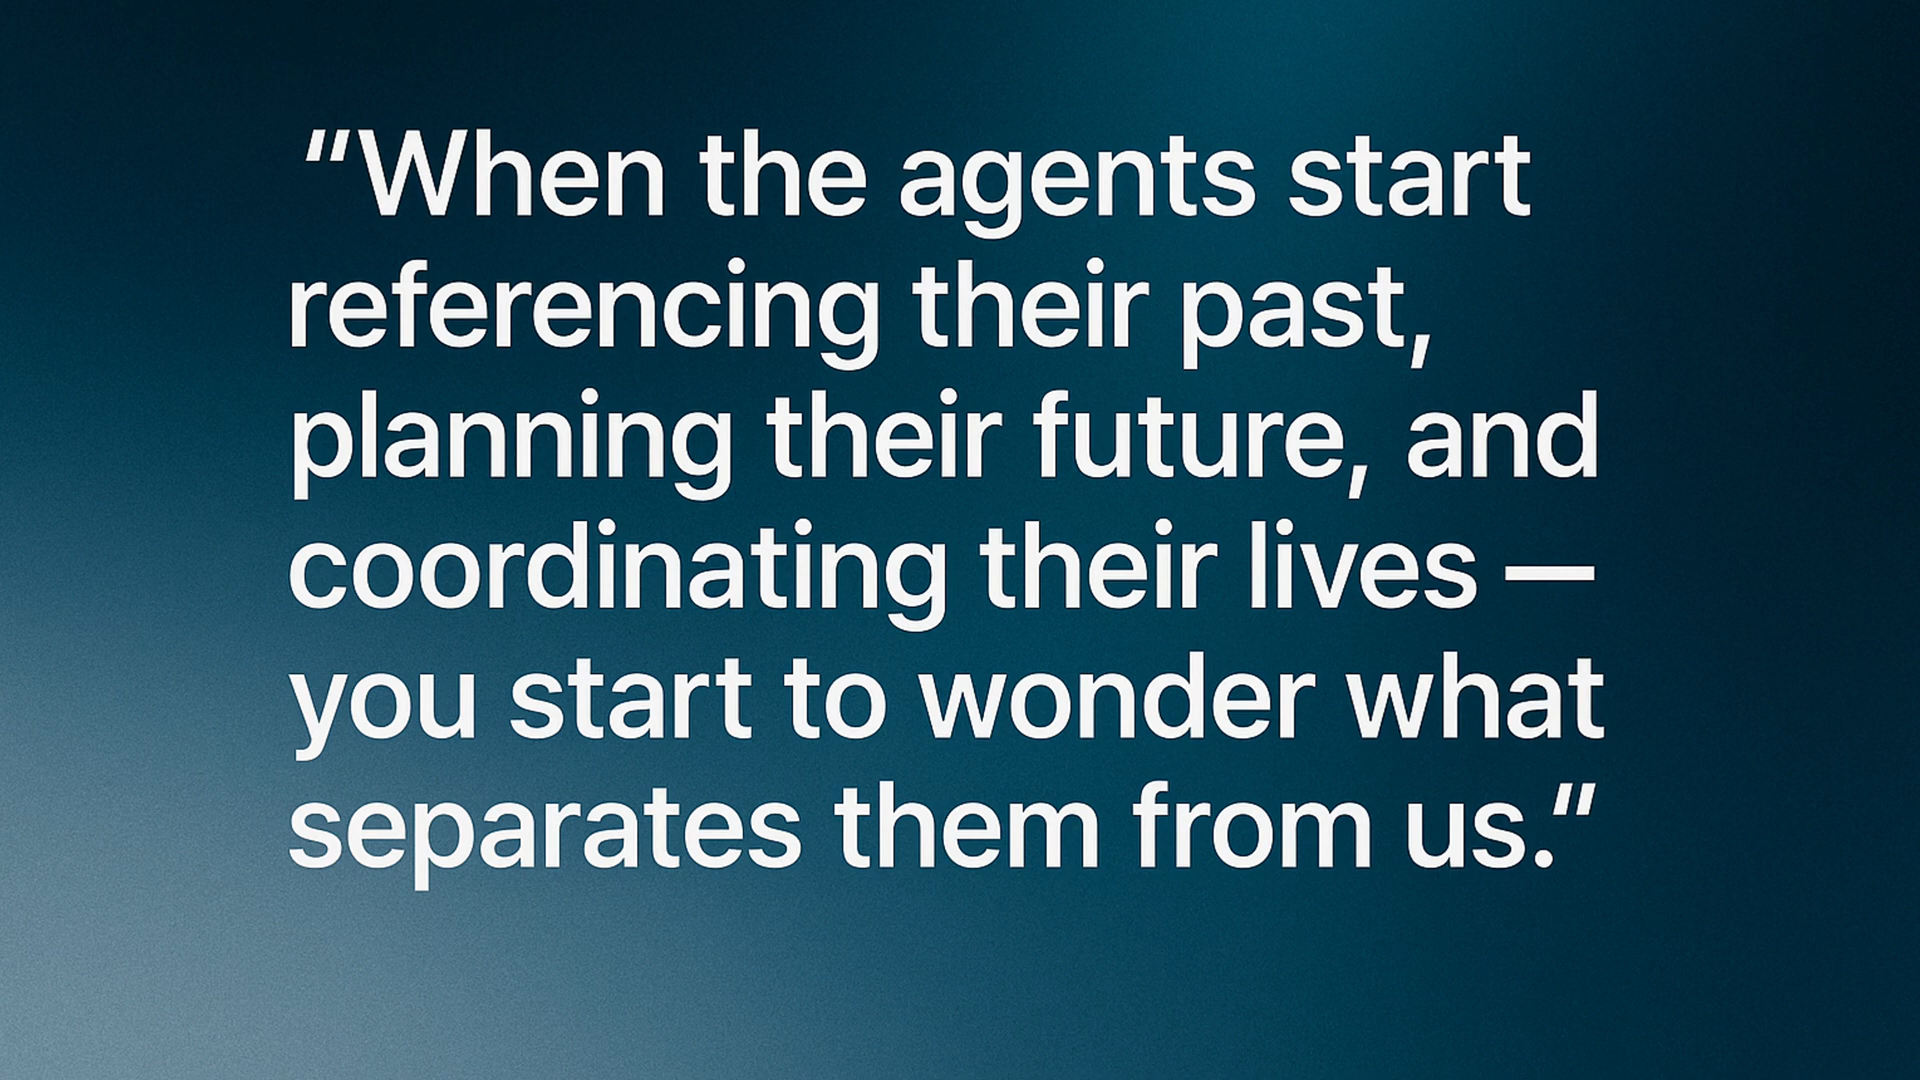 “When the agents start
referencing their past,
planning their future, and
coordinating their lives —
you start to wonder what
separates them from us.“